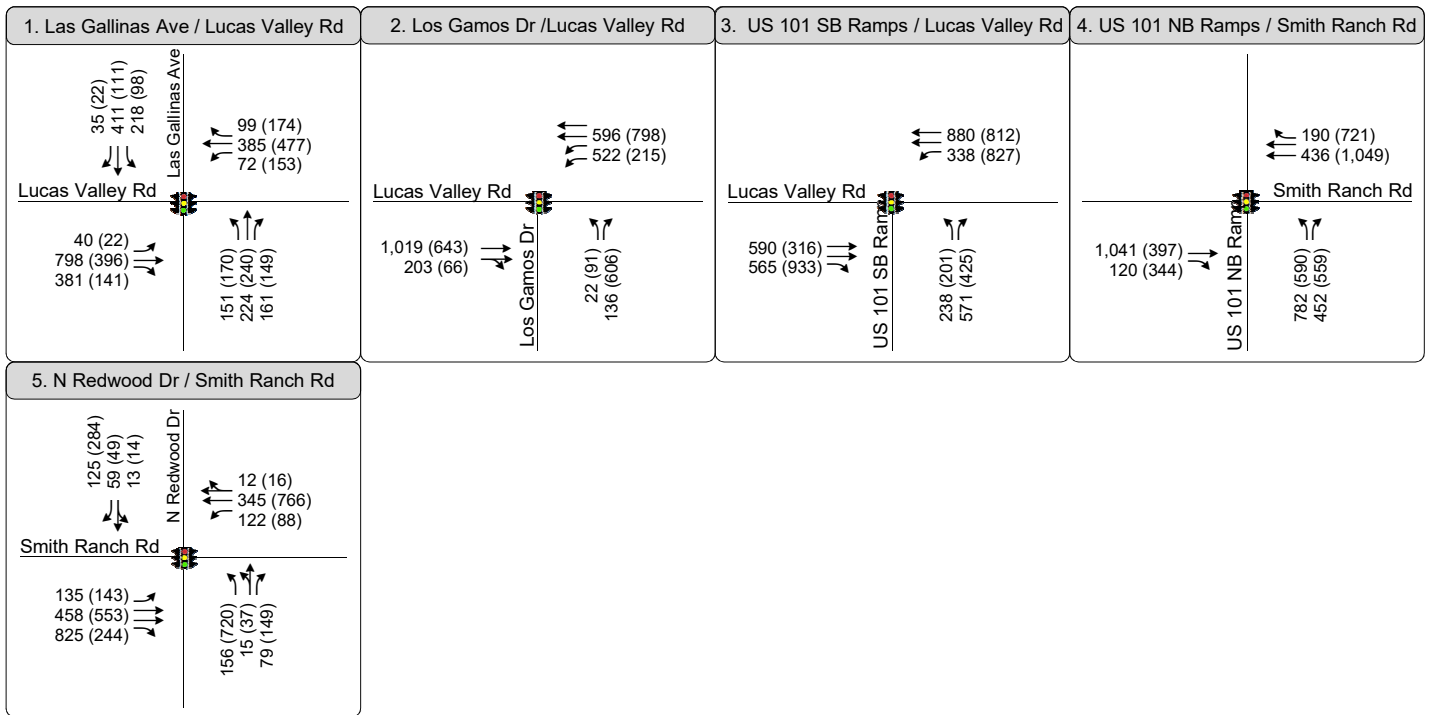 1. Las Gallinas Ave / Lucas Valley Rd
35 (22)
411 (111)
218 (98)
Las Gallinas Ave
99 (174)
385 (477)
72 (153)
Lucas Valley Rd
40 (22)
798 (396)
381 (141)
151 (170)
224 (240)
161 (149)
2. Los Gamos Dr /Lucas Valley Rd
596 (798)
522 (215)
Lucas Valley Rd
1,019 (643)
203 (66)
Los Gamos Dr
22 (91)
136 (606)
3. US 101 SB Ramps / Lucas Valley Rd
880 (812)
338 (827)
Lucas Valley Rd
590 (316)
565 (933)
US 101 SB Ramps
238 (201)
571 (425)
4. US 101 NB Ramps / Smith Ranch Rd
190 (721)
436 (1,049)
Smith Ranch Rd
1,041 (397)
120 (344)
US 101 NB Ramps
782 (590)
452 (559)
5. N Redwood Dr / Smith Ranch Rd
125 (284)
59 (49)
13 (14)
N Redwood Dr
12 (16)
345 (766)
122 (88)
Smith Ranch Rd
135 (143)
458 (553)
825 (244)
156 (720)
15 (37)
79 (149)